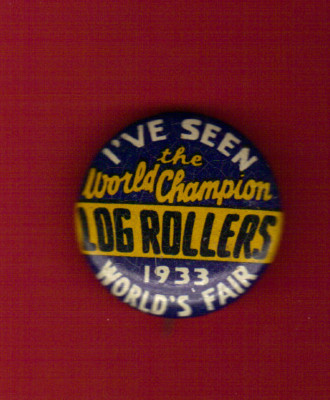 I'VE SEEN
the
World Champion
LOG ROLLERS
1933
WORLD'S FAIR